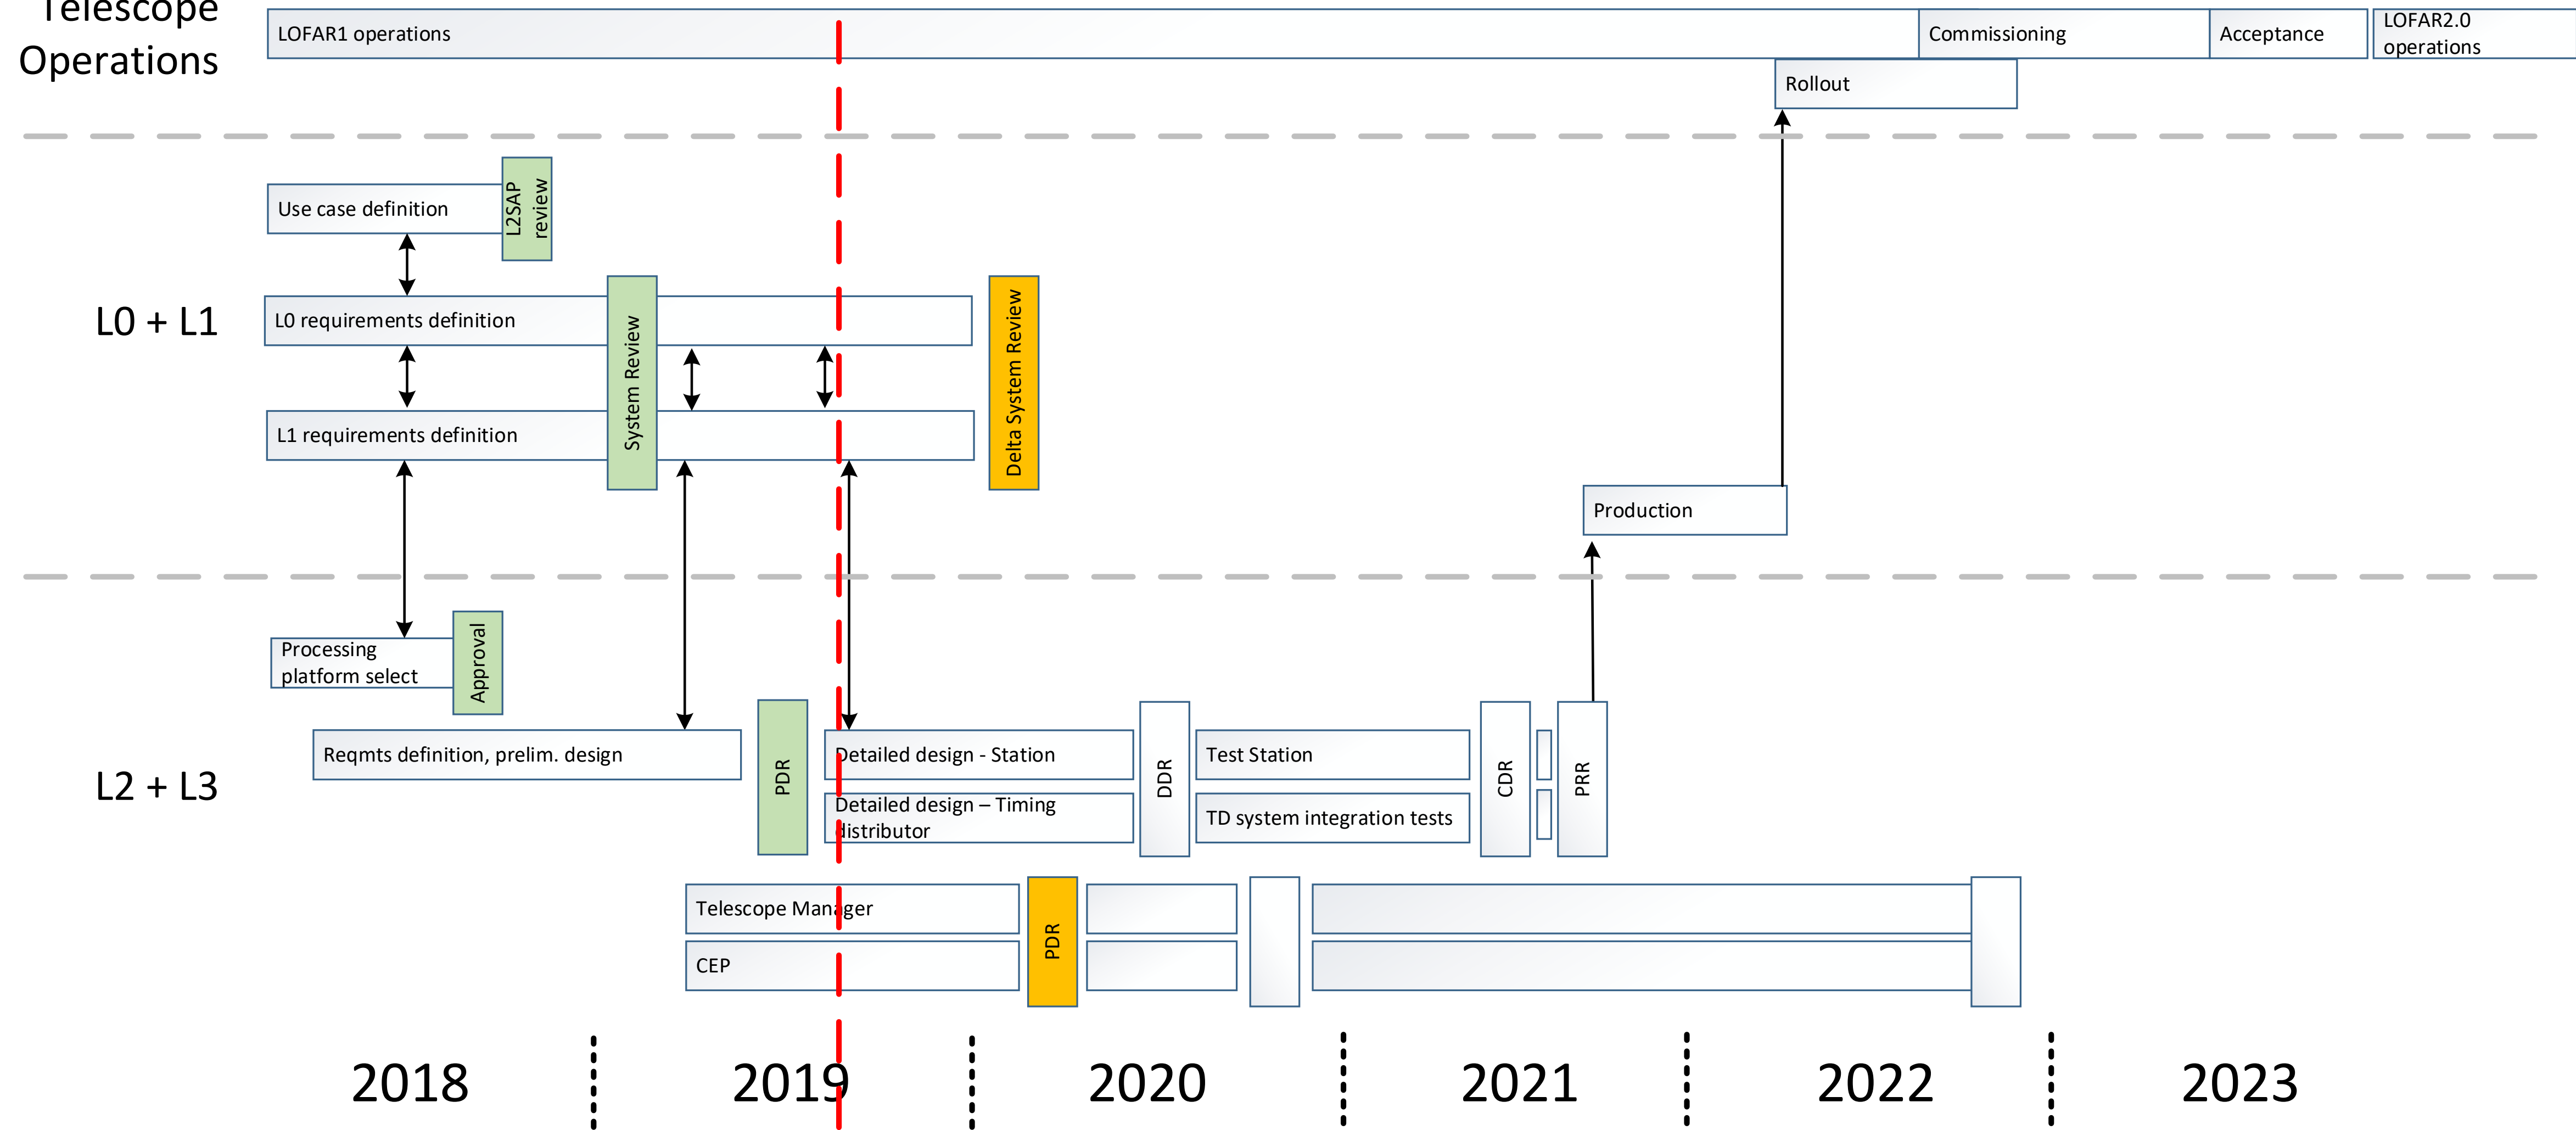 Telescope
Operations
LOFAR1 operations
Commissioning
Acceptance
LOFAR2.0
operations
Rollout
L2SAP
review
Use case definition
L0 + L1
L0 requirements definition
System Review
Delta System Review
L1 requirements definition
Production
Processing
platform select
Approval
L2 + L3
Reqmts definition, prelim. design
PDR
Detailed design - Station
DDR
Test Station
CDR
PRR
Detailed design – Timing
distributor
TD system integration tests
Telescope Manager
PDR
CEP
2018
2019
2020
2021
2022
2023